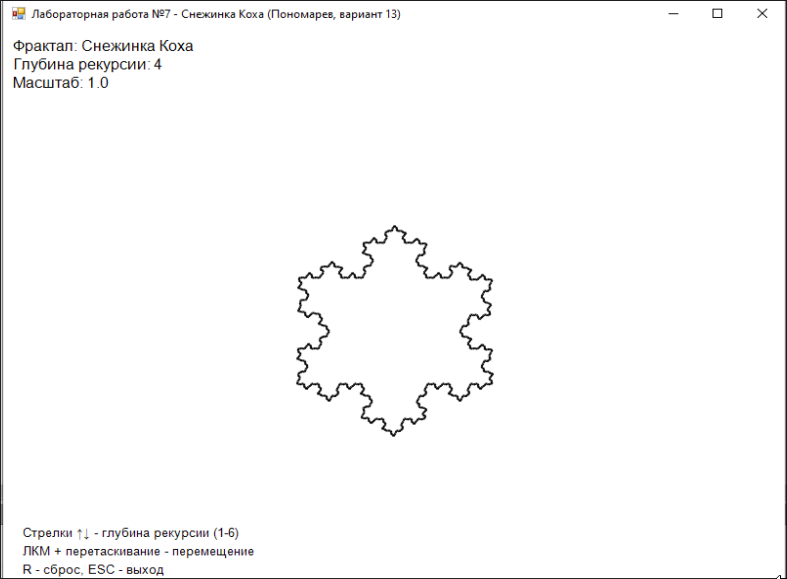 Лабораторная работа №7 - Снежинка Коха (Пономарев, вариант 13)
Фрактал: Снежинка Коха
Глубина рекурсии: 4
Масштаб: 1.0
Стрелки ↑↓ - глубина рекурсии (1-6)
ЛКМ + перетаскивание - перемещение
R - сброс, ESC - выход